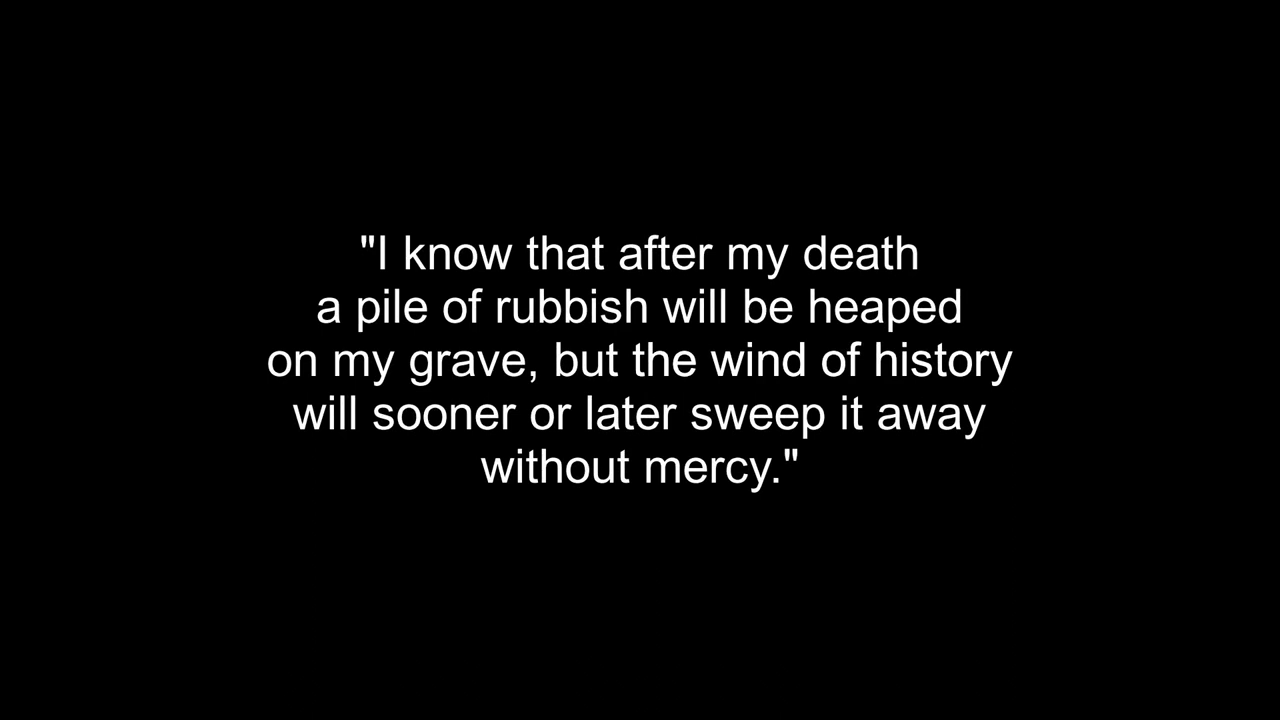 "I know that after my death
a pile of rubbish will be heaped
on my grave, but the wind of history
will sooner or later sweep it away
without mercy."